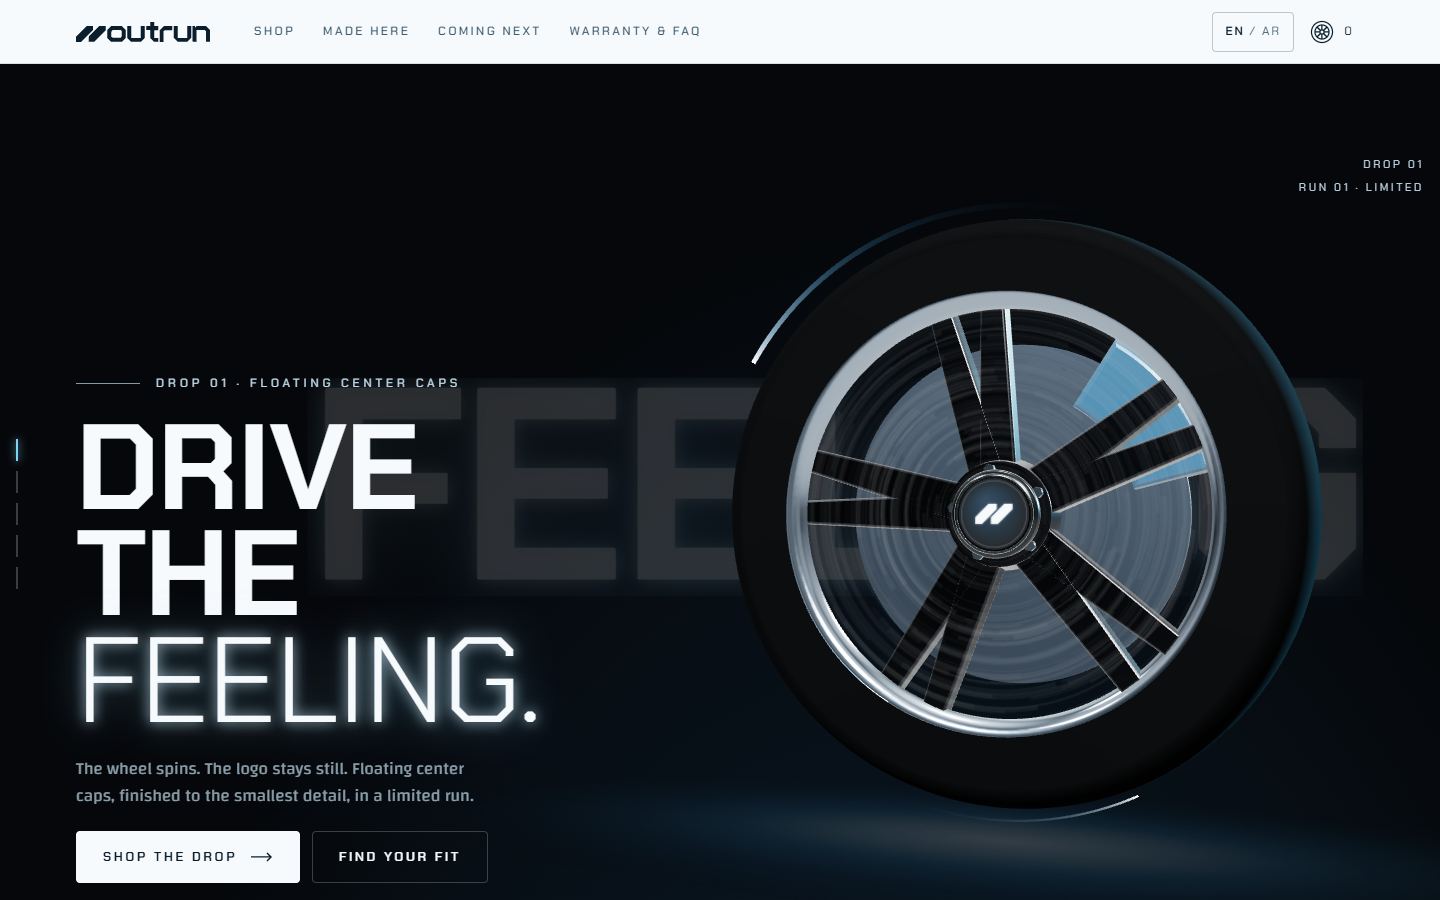 outrun
SHOP
MADE HERE
COMING NEXT
WARRANTY & FAQ
EN / AR
0
DROP 01
RUN 01 · LIMITED
DROP 01 · FLOATING CENTER CAPS
DRIVE
THE
FEELING.
The wheel spins. The logo stays still. Floating center
caps, finished to the smallest detail, in a limited run.
SHOP THE DROP
FIND YOUR FIT